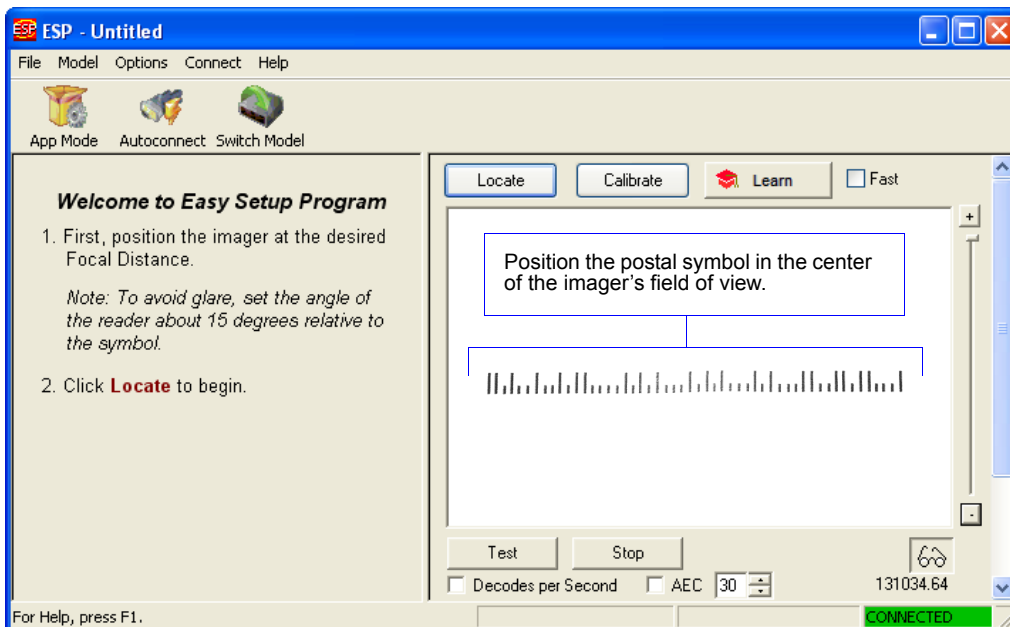 ESP - Untitled
File Model Options Connect Help
App Mode Autoconnect Switch Model
Welcome to Easy Setup Program
1. First, position the imager at the desired
Focal Distance.
Note: To avoid glare, set the angle of
the reader about 15 degrees relative to
the symbol.
2. Click Locate to begin.
Locate Calibrate Learn Fast
+
Position the postal symbol in the center
of the imager's field of view.
-
Test Stop
Decodes per Second AEC 30 131034.64
For Help, press F1. CONNECTED